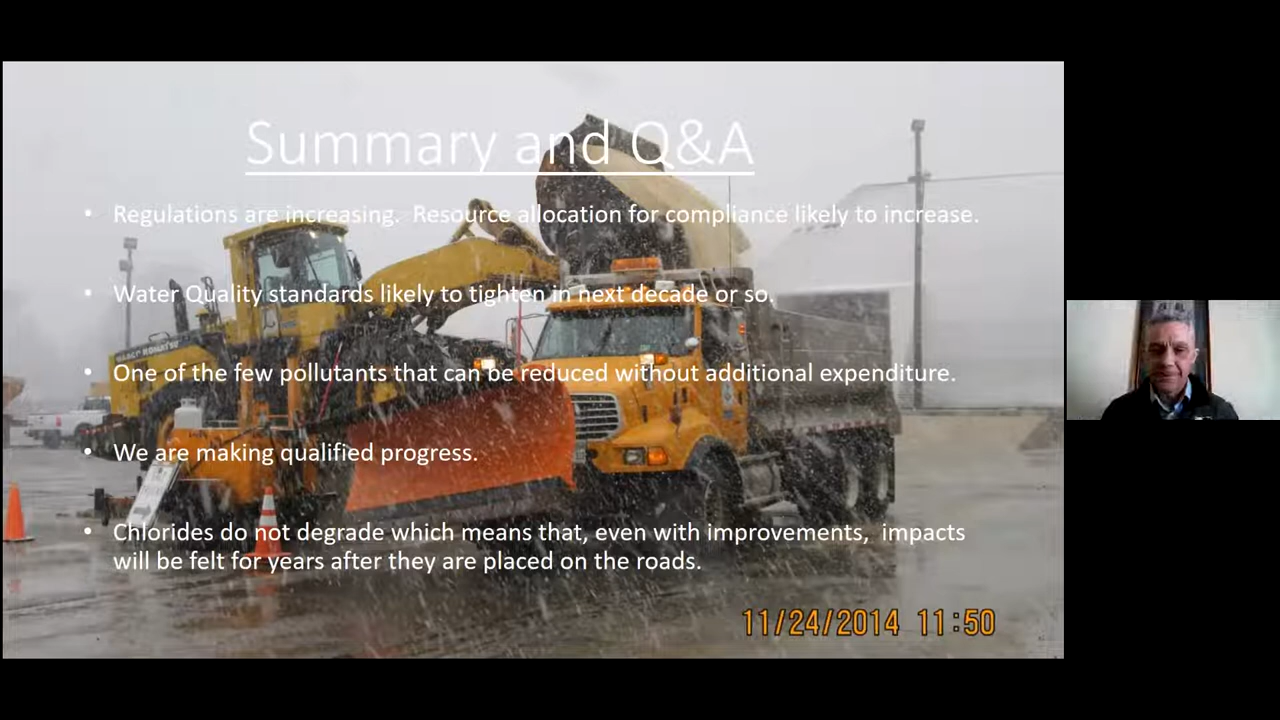 Summary and Q&A
• Regulations are increasing.  Resource allocation for compliance likely to increase.
• Water Quality standards likely to tighten in next decade or so.
KOMATSU
• One of the few pollutants that can be reduced without additional expenditure.
• We are making qualified progress.
• Chlorides do not degrade which means that, even with improvements,  impacts
will be felt for years after they are placed on the roads.
11/24/2014 11:50